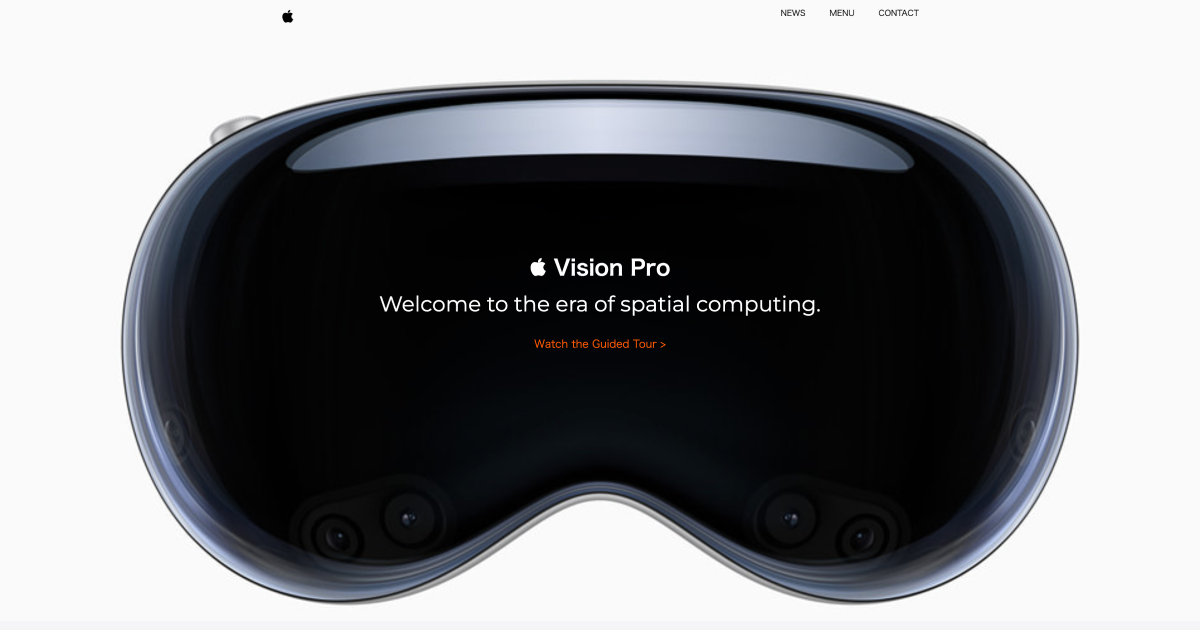 NEWS MENU CONTACT
Vision Pro
Welcome to the era of spatial computing.
Watch the Guided Tour >